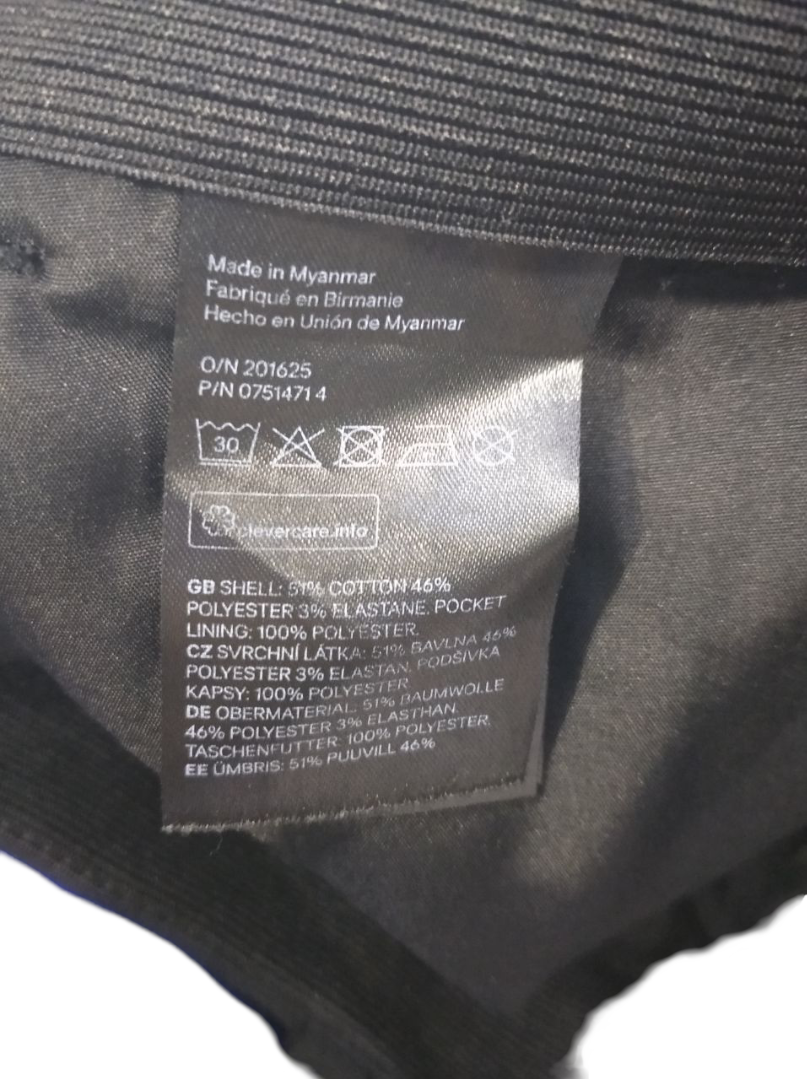 Made in Myanmar
Fabriqué en Birmanie
Hecho en Unión de Myanmar
O/N 201625
P/N 0751471 4
30
clevercare.info
GB SHELL: 51% COTTON 46%
POLYESTER 3% ELASTANE. POCKET
LINING: 100% POLYESTER.
CZ SVRCHNÍ LÁTKA: 51% BAVLNA 46%
POLYESTER 3% ELASTAN. PODŠÍVKA
KAPSY: 100% POLYESTER
DE OBERMATERIAL: 51% BAUMWOLLE
46% POLYESTER 3% ELASTHAN.
TASCHENFUTTER: 100% POLYESTER.
EE ÜMBRIS: 51% PUUVILL 46%